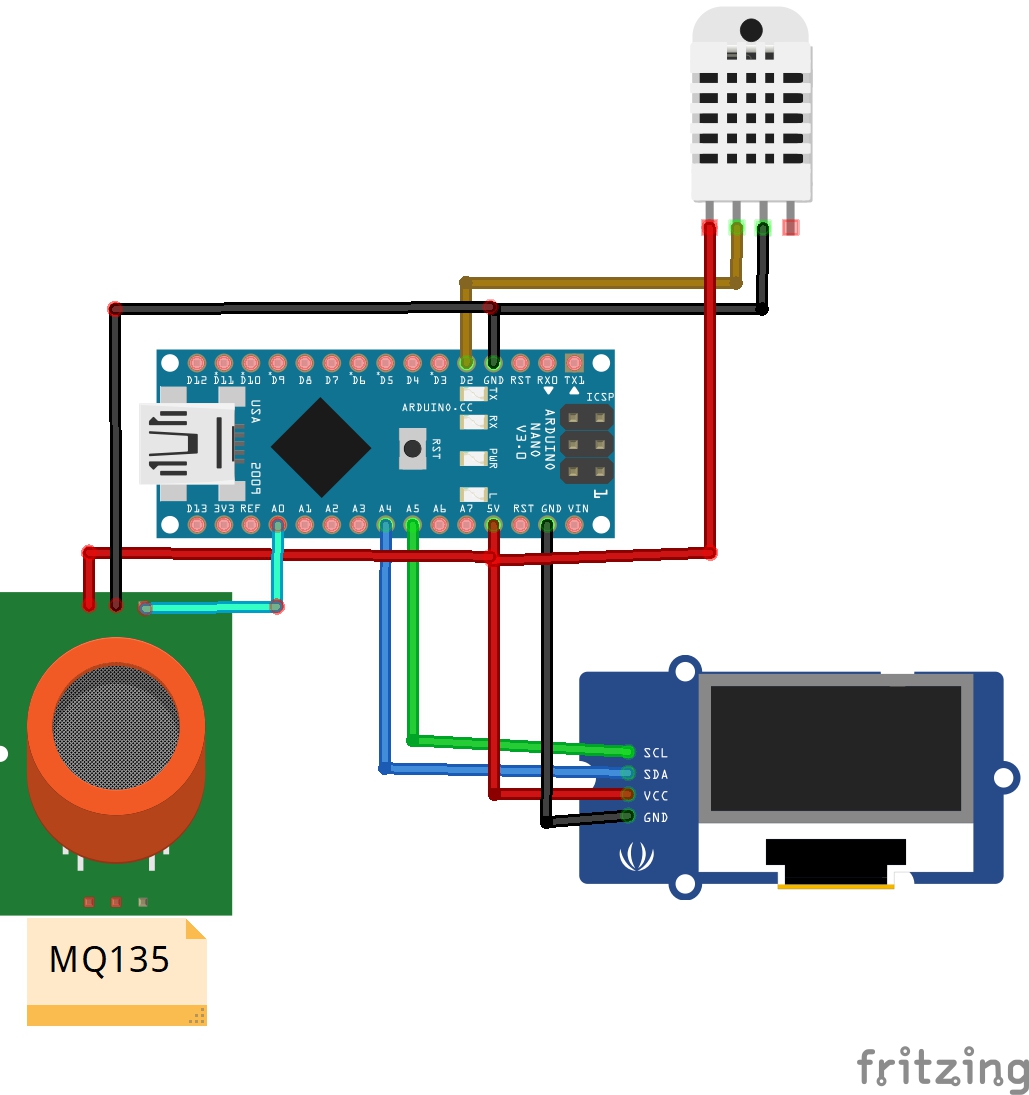 D12 D11 D10 D9 D8 D7 D6 D5 D4 D3 D2 GND RST RX0 TX1
ICSP
TX
ARDUINO.CC
USA
RX
ARDUINO
NANO
V3.0
RST
PWR
2009
L
1
D13 3V3 REF A0 A1 A2 A3 A4 A5 A6 A7 5V RST GND VIN
SCL
SDA
VCC
GND
MQ135
fritzing